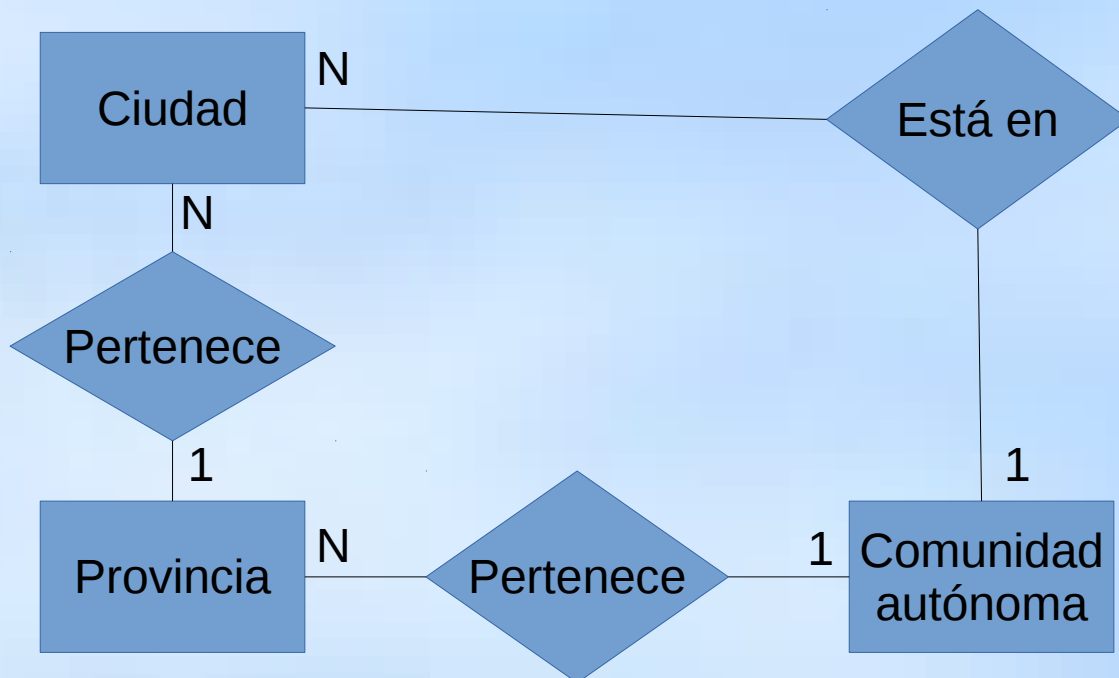 Ciudad
N
Está en
N
Pertenece
1
1
Provincia
N
Pertenece
1
Comunidad
autónoma